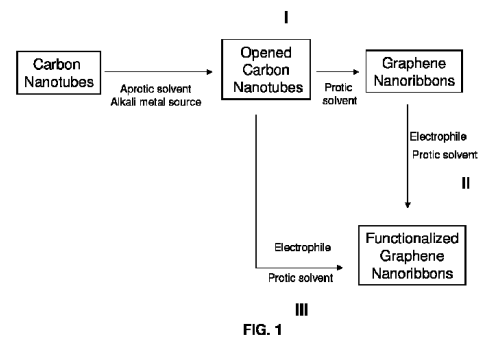 I
Carbon
Nanotubes
Aprotic solvent
Alkali metal source
Opened
Carbon
Nanotubes
Protic
solvent
Graphene
Nanoribbons
Electrophile
Protic solvent
II
Electrophile
Protic solvent
Functionalized
Graphene
Nanoribbons
III
FIG. 1